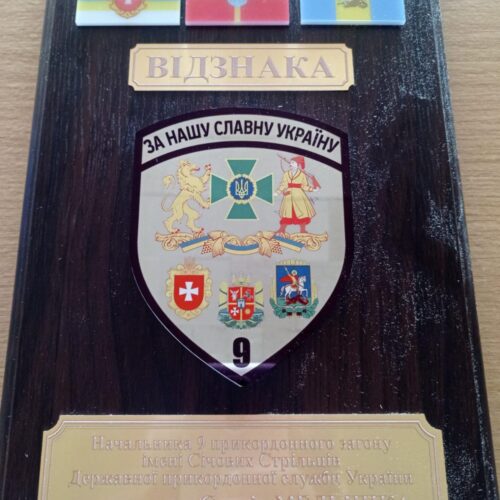 ВІДЗНАКА
ЗА НАШУ СЛАВНУ УКРАЇНУ
9
Начальника 9 прикордонного загону
імені Січових Стрільців
Державної прикордонної служби України